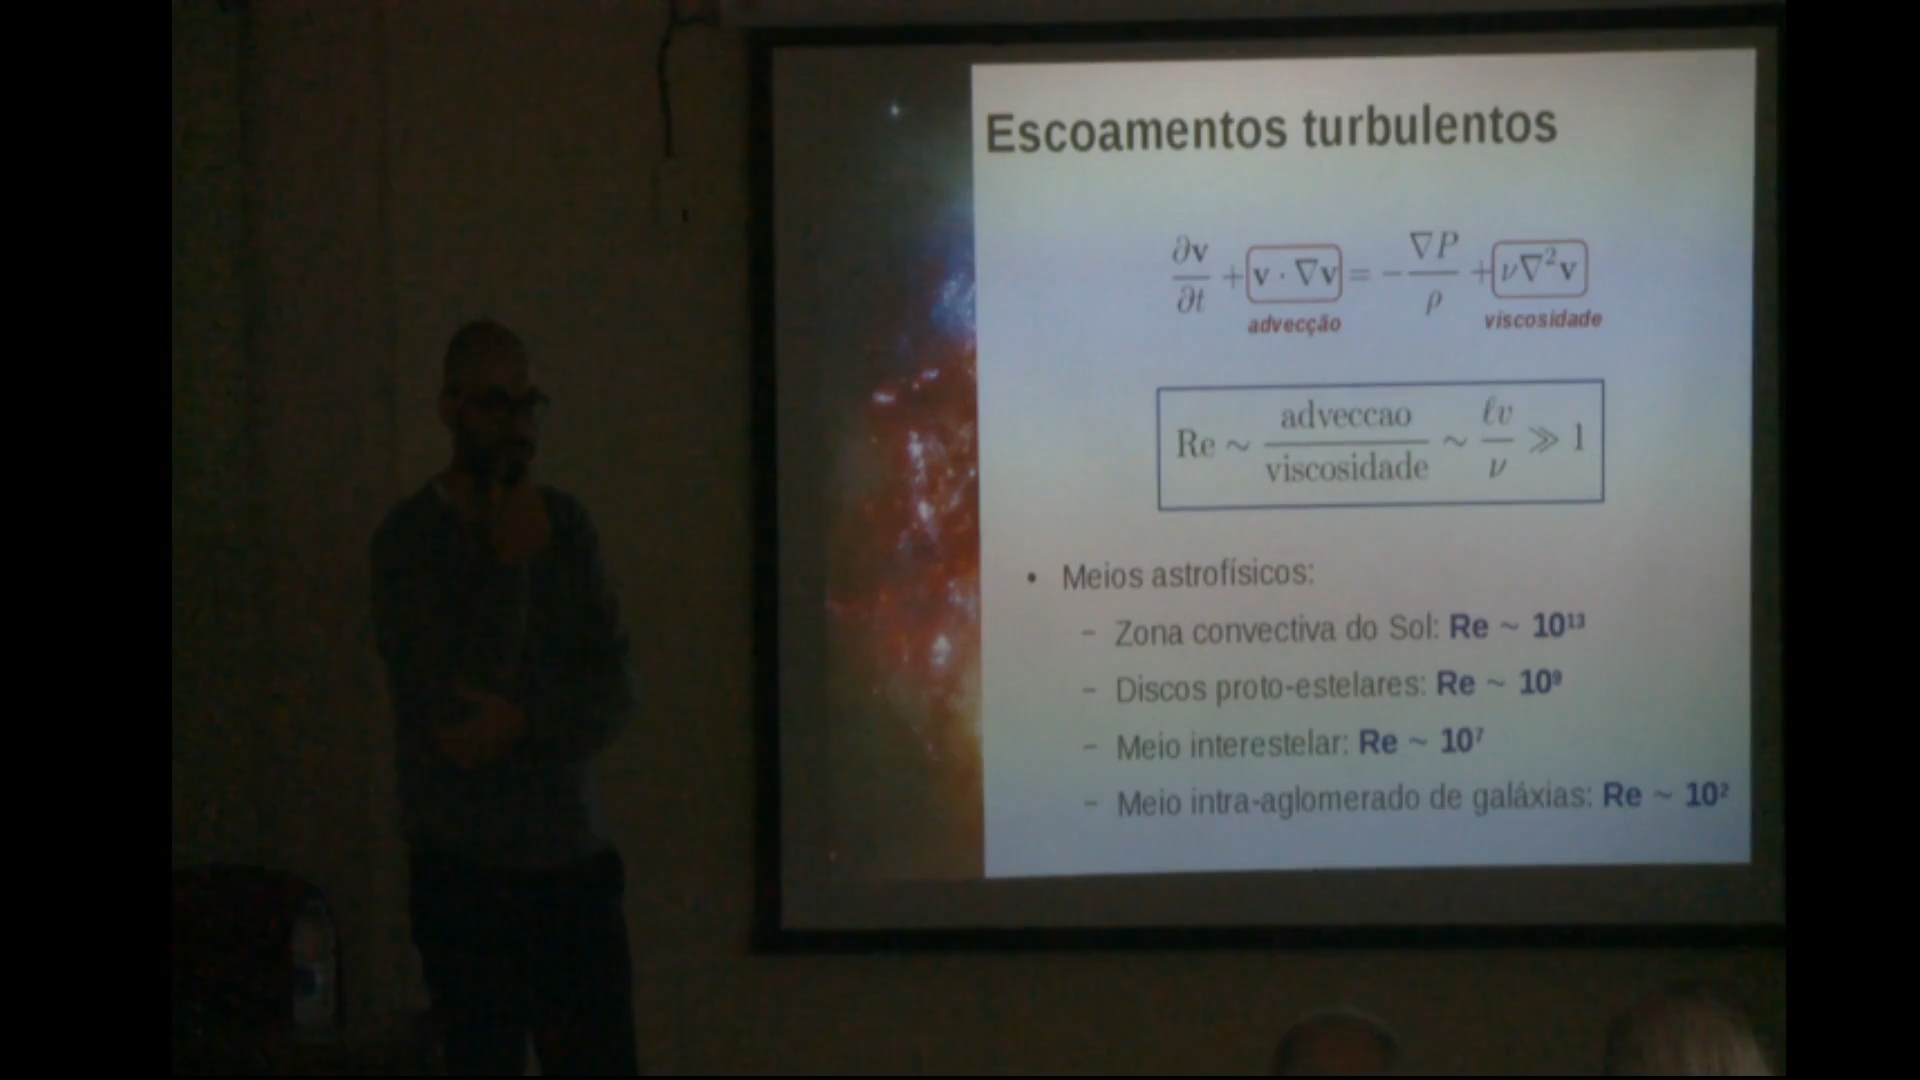 Escoamentos turbulentos
∂v/∂t + v · ∇v = − ∇P/ρ + ν∇²v
advecção viscosidade
Re ~ adveccao/viscosidade ~ ℓv/ν ≫ 1
• Meios astrofísicos:
– Zona convectiva do Sol: Re ~ 10¹³
– Discos proto-estelares: Re ~ 10⁹
– Meio interestelar: Re ~ 10⁷
– Meio intra-aglomerado de galáxias: Re ~ 10²